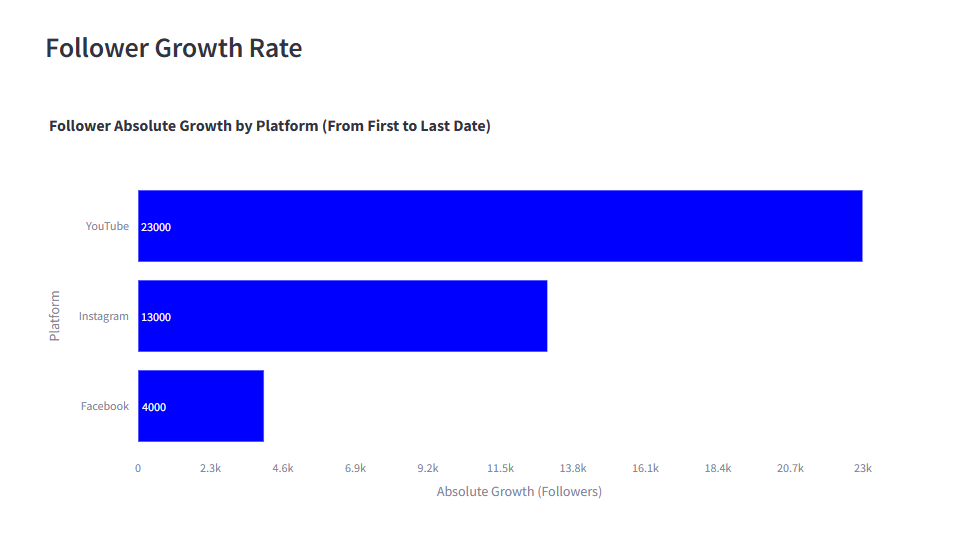 Follower Growth Rate
Follower Absolute Growth by Platform (From First to Last Date)
Platform
YouTube 23000
Instagram 13000
Facebook 4000
0 2.3k 4.6k 6.9k 9.2k 11.5k 13.8k 16.1k 18.4k 20.7k 23k
Absolute Growth (Followers)